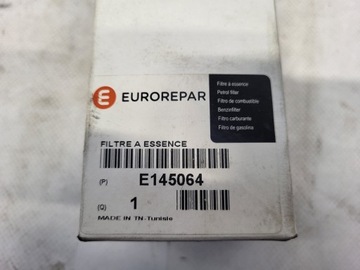 EUROREPAR
Filtre à essence
Petrol filter
Filtro de combustible
Benzinfilter
Filtro carburante
Filtro de gasolina
FILTRE A ESSENCE
(P) E145064
(Q) 1
MADE IN TN-Tunisie